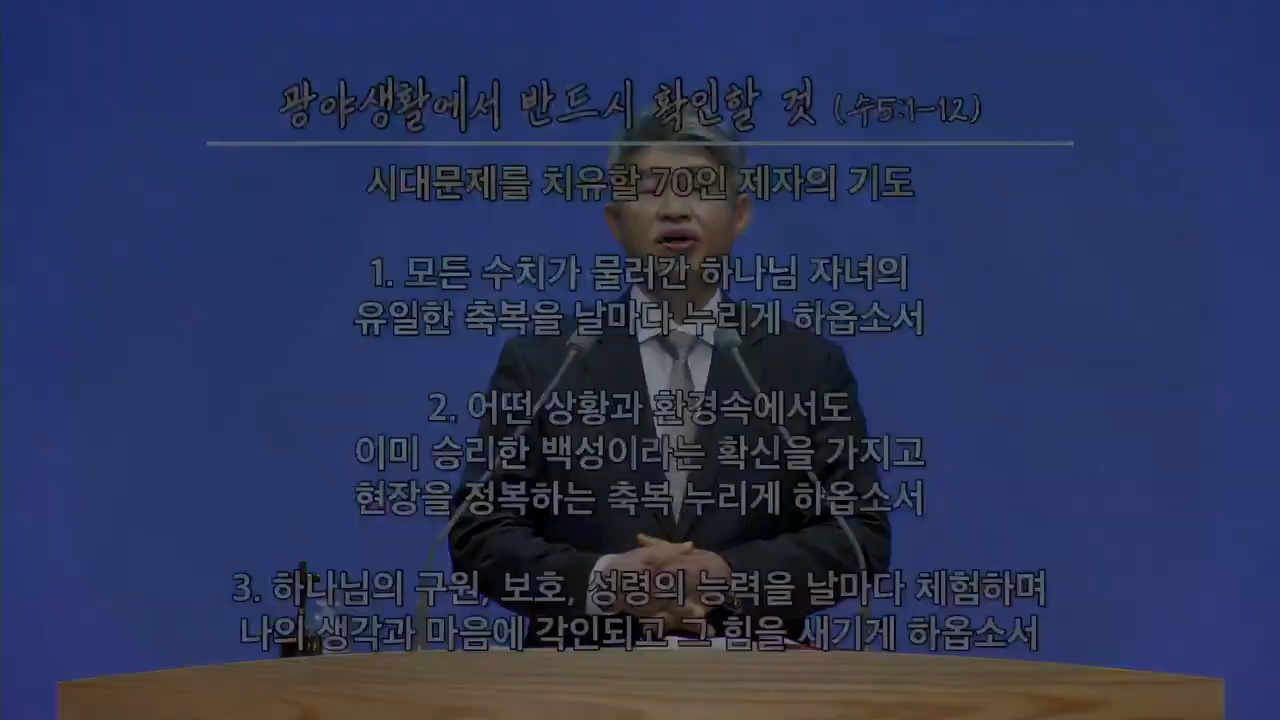 광야생활에서 반드시 확인할 것 (수5:1-12)
시대문제를 치유할 70인 제자의 기도
1. 모든 수치가 물러간 하나님 자녀의
유일한 축복을 날마다 누리게 하옵소서
2. 어떤 상황과 환경속에서도
이미 승리한 백성이라는 확신을 가지고
현장을 정복하는 축복 누리게 하옵소서
3. 하나님의 구원, 보호, 성령의 능력을 날마다 체험하며
나의 생각과 마음에 각인되고 그 힘을 새기게 하옵소서